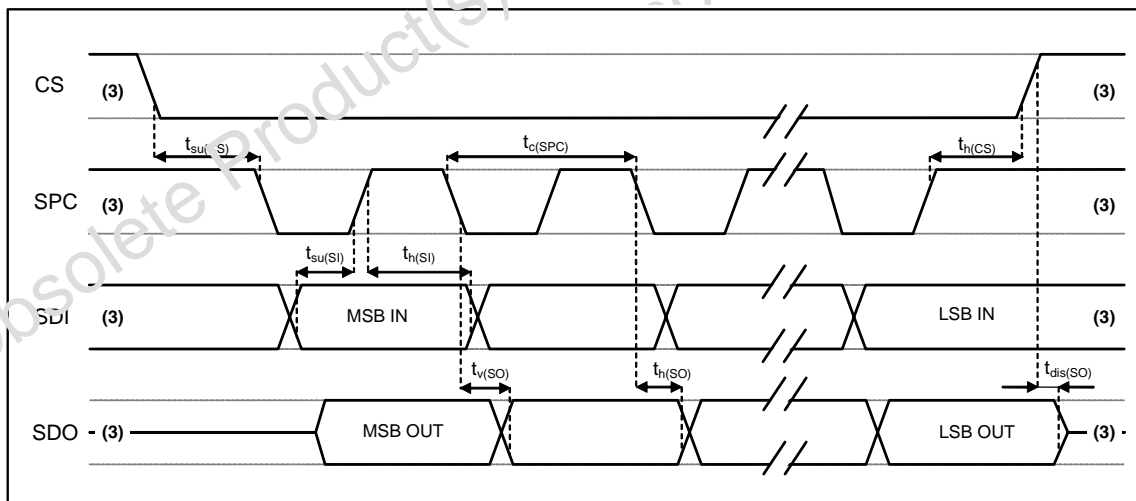 Obsolete Product(s)
CS (3) (3)
t_su(CS) t_c(SPC) t_h(CS)
SPC (3) (3)
t_su(SI) t_h(SI)
SDI (3) MSB IN LSB IN (3)
t_v(SO) t_h(SO) t_dis(SO)
SDO (3) MSB OUT LSB OUT (3)